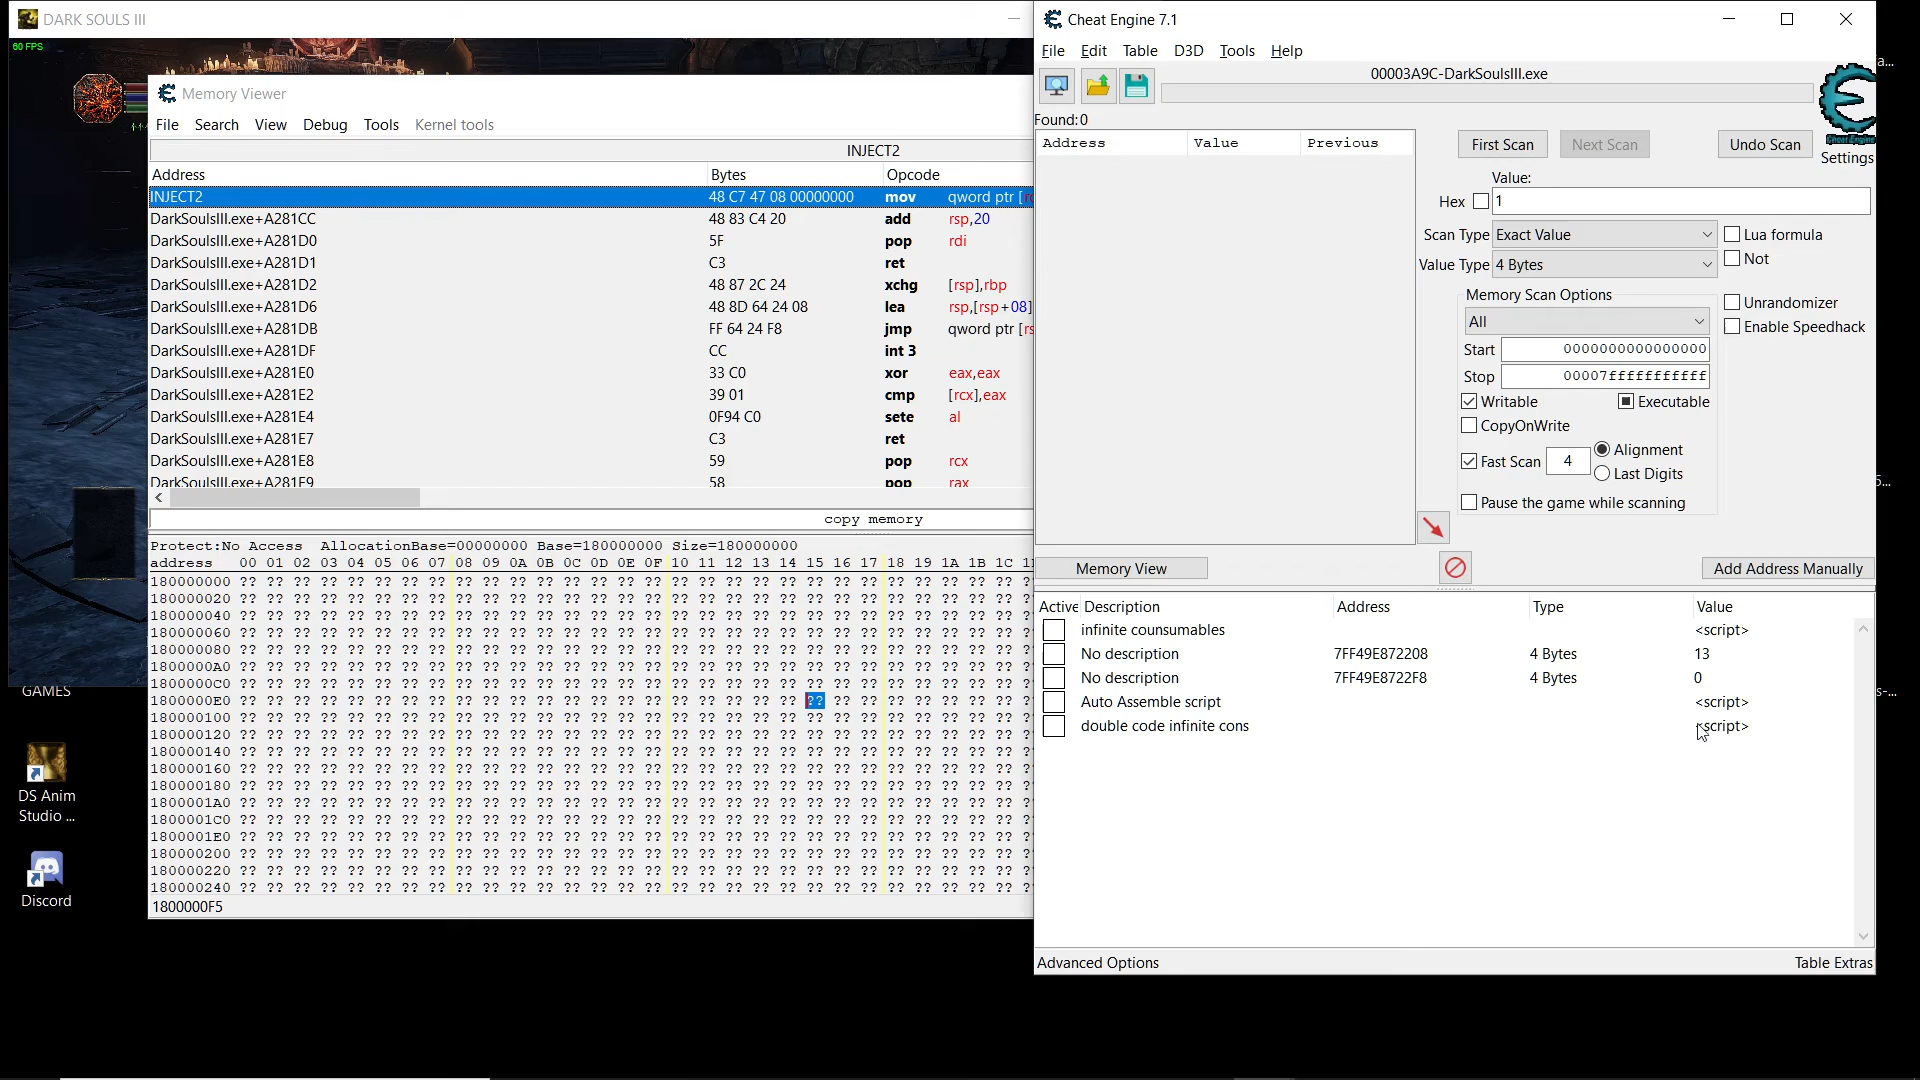 DARK SOULS III
60 FPS
Memory Viewer
File Search View Debug Tools Kernel tools
INJECT2
Address Bytes Opcode
INJECT2 48 C7 47 08 00000000 mov qword ptr [
DarkSoulsIII.exe+A281CC 48 83 C4 20 add rsp,20
DarkSoulsIII.exe+A281D0 5F pop rdi
DarkSoulsIII.exe+A281D1 C3 ret
DarkSoulsIII.exe+A281D2 48 87 2C 24 xchg [rsp],rbp
DarkSoulsIII.exe+A281D6 48 8D 64 24 08 lea rsp,[rsp+08]
DarkSoulsIII.exe+A281DB FF 64 24 F8 jmp qword ptr [rs
DarkSoulsIII.exe+A281DF CC int 3
DarkSoulsIII.exe+A281E0 33 C0 xor eax,eax
DarkSoulsIII.exe+A281E2 39 01 cmp [rcx],eax
DarkSoulsIII.exe+A281E4 0F94 C0 sete al
DarkSoulsIII.exe+A281E7 C3 ret
DarkSoulsIII.exe+A281E8 59 pop rcx
DarkSoulsIII.exe+A281E9 58 pop rax
copy memory
Protect:No Access AllocationBase=00000000 Base=180000000 Size=180000000
address 00 01 02 03 04 05 06 07 08 09 0A 0B 0C 0D 0E 0F 10 11 12 13 14 15 16 17 18 19 1A 1B 1C 1
180000000 ?? ?? ?? ?? ?? ?? ?? ?? ?? ?? ?? ?? ?? ?? ?? ?? ?? ?? ?? ?? ?? ?? ?? ?? ?? ?? ?? ?? ?? ?
180000020 ?? ?? ?? ?? ?? ?? ?? ?? ?? ?? ?? ?? ?? ?? ?? ?? ?? ?? ?? ?? ?? ?? ?? ?? ?? ?? ?? ?? ?? ?
180000040 ?? ?? ?? ?? ?? ?? ?? ?? ?? ?? ?? ?? ?? ?? ?? ?? ?? ?? ?? ?? ?? ?? ?? ?? ?? ?? ?? ?? ?? ?
180000060 ?? ?? ?? ?? ?? ?? ?? ?? ?? ?? ?? ?? ?? ?? ?? ?? ?? ?? ?? ?? ?? ?? ?? ?? ?? ?? ?? ?? ?? ?
180000080 ?? ?? ?? ?? ?? ?? ?? ?? ?? ?? ?? ?? ?? ?? ?? ?? ?? ?? ?? ?? ?? ?? ?? ?? ?? ?? ?? ?? ?? ?
1800000A0 ?? ?? ?? ?? ?? ?? ?? ?? ?? ?? ?? ?? ?? ?? ?? ?? ?? ?? ?? ?? ?? ?? ?? ?? ?? ?? ?? ?? ?? ?
1800000C0 ?? ?? ?? ?? ?? ?? ?? ?? ?? ?? ?? ?? ?? ?? ?? ?? ?? ?? ?? ?? ?? ?? ?? ?? ?? ?? ?? ?? ?? ?
1800000E0 ?? ?? ?? ?? ?? ?? ?? ?? ?? ?? ?? ?? ?? ?? ?? ?? ?? ?? ?? ?? ?? ?? ?? ?? ?? ?? ?? ?? ?? ?
180000100 ?? ?? ?? ?? ?? ?? ?? ?? ?? ?? ?? ?? ?? ?? ?? ?? ?? ?? ?? ?? ?? ?? ?? ?? ?? ?? ?? ?? ?? ?
180000120 ?? ?? ?? ?? ?? ?? ?? ?? ?? ?? ?? ?? ?? ?? ?? ?? ?? ?? ?? ?? ?? ?? ?? ?? ?? ?? ?? ?? ?? ?
180000140 ?? ?? ?? ?? ?? ?? ?? ?? ?? ?? ?? ?? ?? ?? ?? ?? ?? ?? ?? ?? ?? ?? ?? ?? ?? ?? ?? ?? ?? ?
180000160 ?? ?? ?? ?? ?? ?? ?? ?? ?? ?? ?? ?? ?? ?? ?? ?? ?? ?? ?? ?? ?? ?? ?? ?? ?? ?? ?? ?? ?? ?
180000180 ?? ?? ?? ?? ?? ?? ?? ?? ?? ?? ?? ?? ?? ?? ?? ?? ?? ?? ?? ?? ?? ?? ?? ?? ?? ?? ?? ?? ?? ?
1800001A0 ?? ?? ?? ?? ?? ?? ?? ?? ?? ?? ?? ?? ?? ?? ?? ?? ?? ?? ?? ?? ?? ?? ?? ?? ?? ?? ?? ?? ?? ?
1800001C0 ?? ?? ?? ?? ?? ?? ?? ?? ?? ?? ?? ?? ?? ?? ?? ?? ?? ?? ?? ?? ?? ?? ?? ?? ?? ?? ?? ?? ?? ?
1800001E0 ?? ?? ?? ?? ?? ?? ?? ?? ?? ?? ?? ?? ?? ?? ?? ?? ?? ?? ?? ?? ?? ?? ?? ?? ?? ?? ?? ?? ?? ?
180000200 ?? ?? ?? ?? ?? ?? ?? ?? ?? ?? ?? ?? ?? ?? ?? ?? ?? ?? ?? ?? ?? ?? ?? ?? ?? ?? ?? ?? ?? ?
180000220 ?? ?? ?? ?? ?? ?? ?? ?? ?? ?? ?? ?? ?? ?? ?? ?? ?? ?? ?? ?? ?? ?? ?? ?? ?? ?? ?? ?? ?? ?
180000240 ?? ?? ?? ?? ?? ?? ?? ?? ?? ?? ?? ?? ?? ?? ?? ?? ?? ?? ?? ?? ?? ?? ?? ?? ?? ?? ?? ?? ?? ?
1800000F5
GAMES
DS Anim
Studio ...
Discord
Cheat Engine 7.1
File Edit Table D3D Tools Help
00003A9C-DarkSoulsIII.exe
Found:0
Address Value Previous
First Scan Next Scan Undo Scan
Cheat Engine
Settings
Value:
Hex 1
Scan Type Exact Value Lua formula
Not
Value Type 4 Bytes
Memory Scan Options
All
Unrandomizer
Enable Speedhack
Start 0000000000000000
Stop 00007fffffffffff
Writable Executable
CopyOnWrite
Fast Scan 4 Alignment
Last Digits
Pause the game while scanning
Memory View Add Address Manually
Active Description Address Type Value
infinite counsumables <script>
No description 7FF49E872208 4 Bytes 13
No description 7FF49E8722F8 4 Bytes 0
Auto Assemble script <script>
double code infinite cons <script>
Advanced Options Table Extras